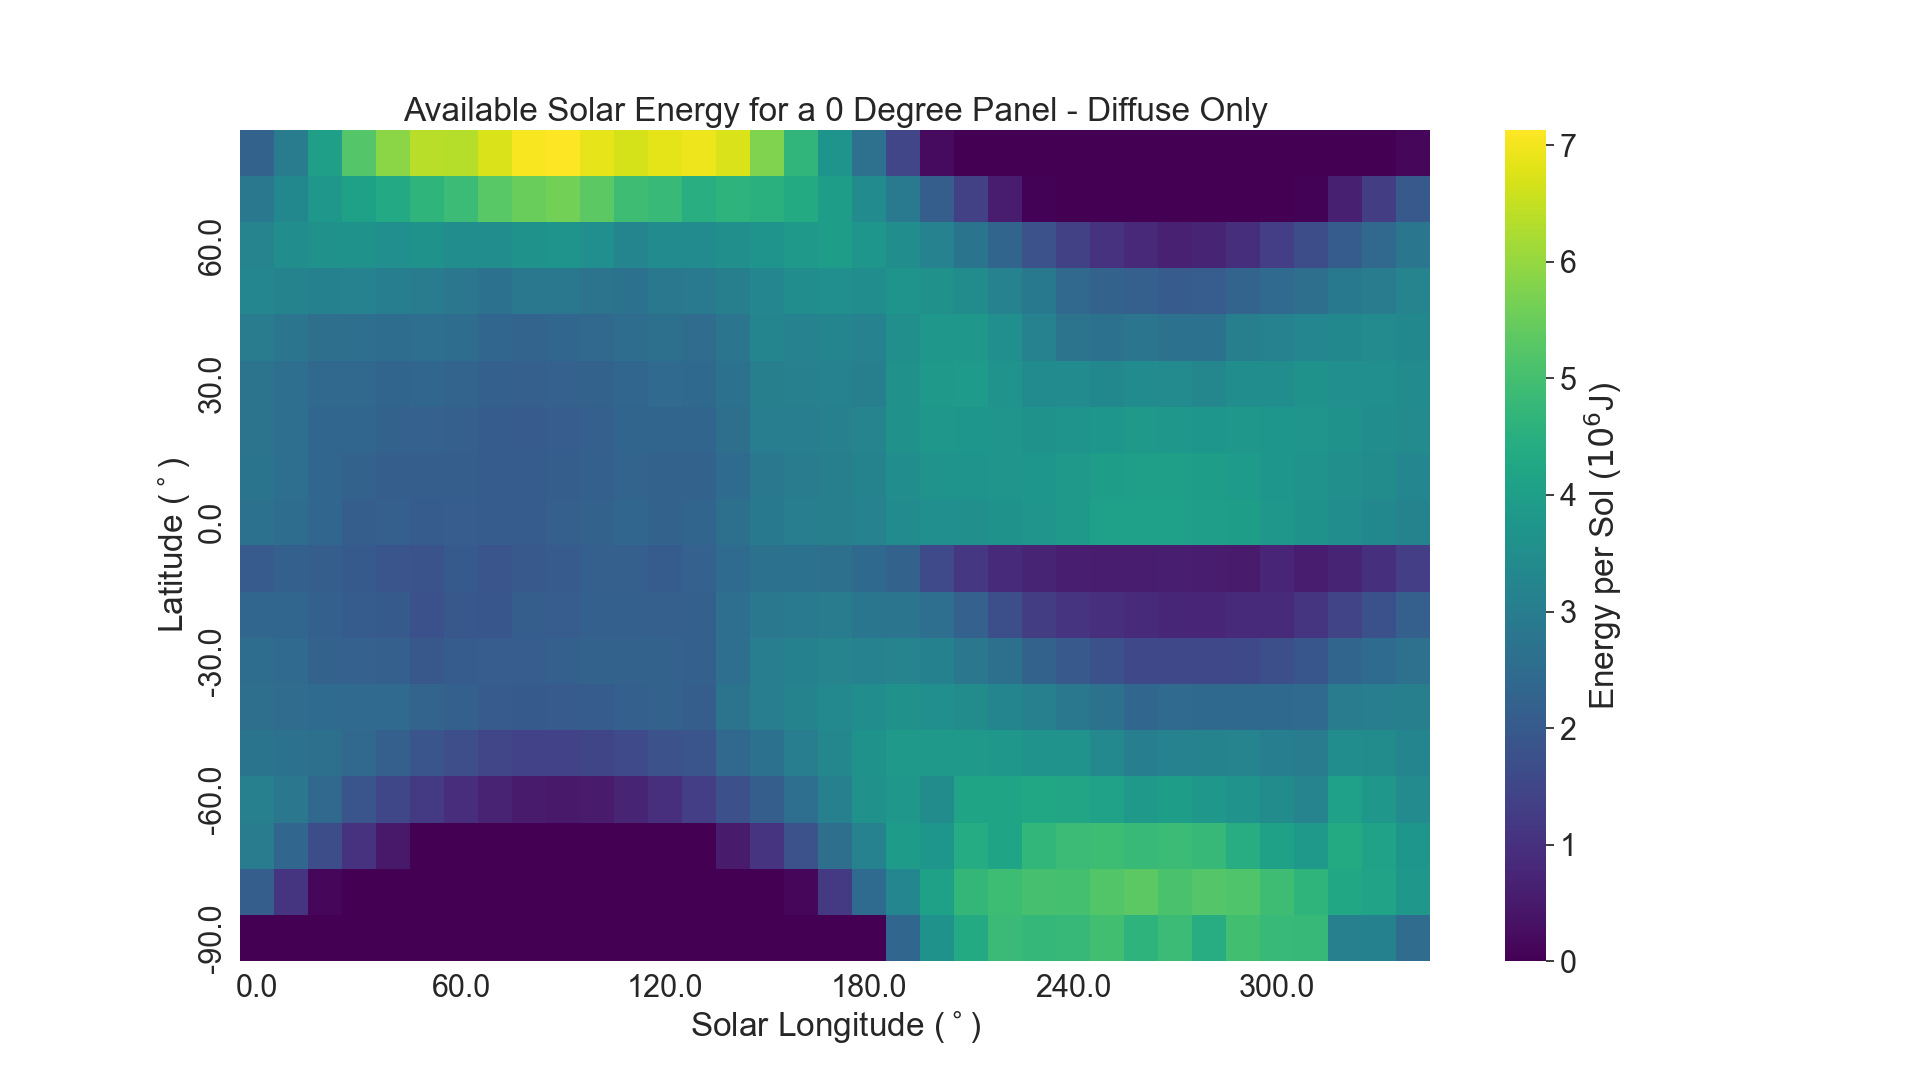 Available Solar Energy for a 0 Degree Panel - Diffuse Only
7
6
5
4
3
2
1
0
Energy per Sol (10⁶J)
60.0
30.0
0.0
-30.0
-60.0
-90.0
Latitude (°)
0.0 60.0 120.0 180.0 240.0 300.0
Solar Longitude (°)